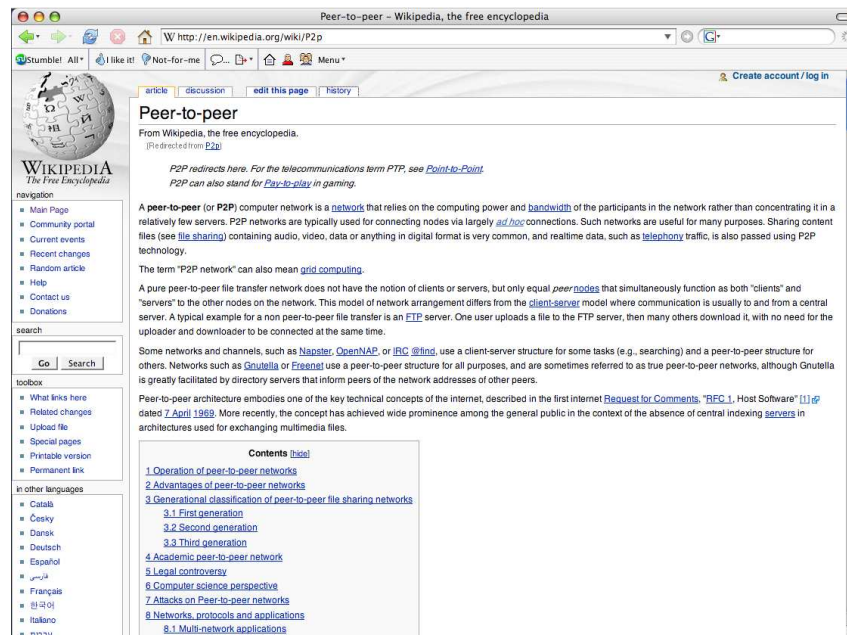 Peer-to-peer – Wikipedia, the free encyclopedia
W http://en.wikipedia.org/wiki/P2p
G
Stumble! All I like it! Not-for-me Menu
Create account / log in
article discussion edit this page history
Peer-to-peer
From Wikipedia, the free encyclopedia.
(Redirected from P2p)
P2P redirects here. For the telecommunications term PTP, see Point-to-Point.
P2P can also stand for Pay-to-play in gaming.
A peer-to-peer (or P2P) computer network is a network that relies on the computing power and bandwidth of the participants in the network rather than concentrating it in a
relatively few servers. P2P networks are typically used for connecting nodes via largely ad hoc connections. Such networks are useful for many purposes. Sharing content
files (see file sharing) containing audio, video, data or anything in digital format is very common, and realtime data, such as telephony traffic, is also passed using P2P
technology.
The term "P2P network" can also mean grid computing.
A pure peer-to-peer file transfer network does not have the notion of clients or servers, but only equal peer nodes that simultaneously function as both "clients" and
"servers" to the other nodes on the network. This model of network arrangement differs from the client-server model where communication is usually to and from a central
server. A typical example for a non peer-to-peer file transfer is an FTP server. One user uploads a file to the FTP server, then many others download it, with no need for the
uploader and downloader to be connected at the same time.
Some networks and channels, such as Napster, OpenNAP, or IRC @find, use a client-server structure for some tasks (e.g., searching) and a peer-to-peer structure for
others. Networks such as Gnutella or Freenet use a peer-to-peer structure for all purposes, and are sometimes referred to as true peer-to-peer networks, although Gnutella
is greatly facilitated by directory servers that inform peers of the network addresses of other peers.
Peer-to-peer architecture embodies one of the key technical concepts of the internet, described in the first internet Request for Comments, "RFC 1, Host Software" [1]
dated 7 April 1969. More recently, the concept has achieved wide prominence among the general public in the context of the absence of central indexing servers in
architectures used for exchanging multimedia files.
Contents [hide]
1 Operation of peer-to-peer networks
2 Advantages of peer-to-peer networks
3 Generational classification of peer-to-peer file sharing networks
3.1 First generation
3.2 Second generation
3.3 Third generation
4 Academic peer-to-peer network
5 Legal controversy
6 Computer science perspective
7 Attacks on Peer-to-peer networks
8 Networks, protocols and applications
8.1 Multi-network applications
WIKIPEDIA
The Free Encyclopedia
navigation
Main Page
Community portal
Current events
Recent changes
Random article
Help
Contact us
Donations
search
Go Search
toolbox
What links here
Related changes
Upload file
Special pages
Printable version
Permanent link
in other languages
Català
Česky
Dansk
Deutsch
Español
فارسی
Français
한국어
Italiano